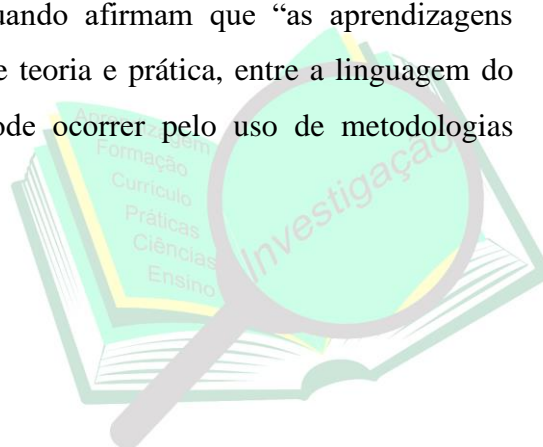 uando afirmam que “as aprendizagens
e teoria e prática, entre a linguagem do
ode ocorrer pelo uso de metodologias
Aprendizagem
Formação
Currículo
Práticas
Ciências
Ensino
Investigação